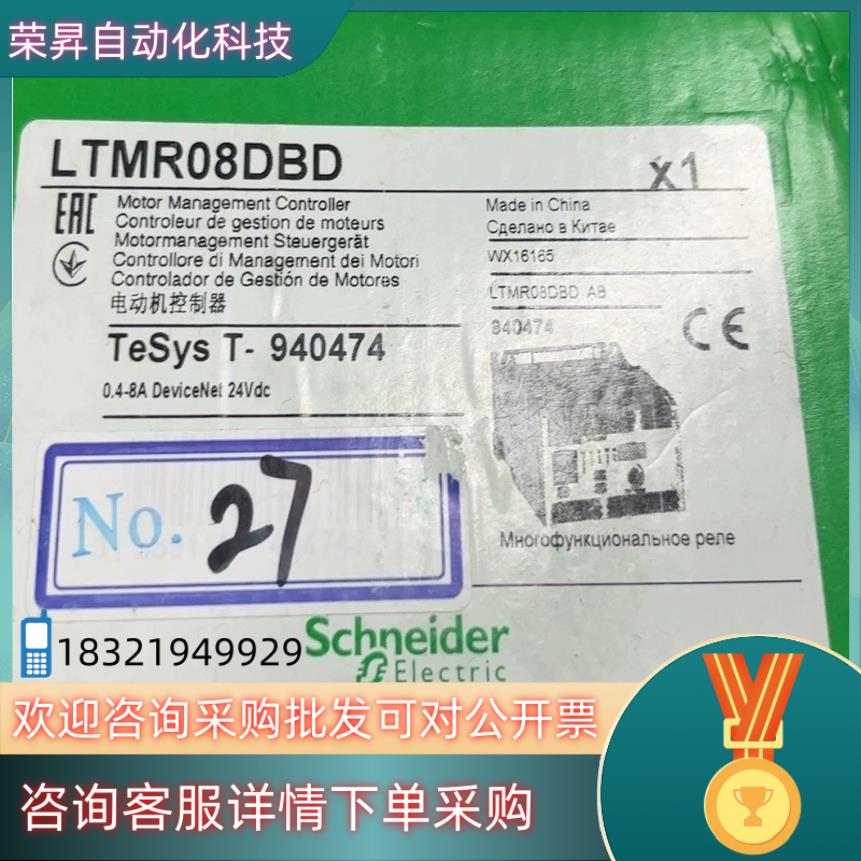 荣昇自动化科技
LTMR08DBD
x1
EAC
Motor Management Controller
Controleur de gestion de moteurs
Motormanagement Steuergerät
Controllore di Management dei Motori
Controlador de Gestión de Motores
电动机控制器
Made in China
Сделано в Китае
WX16165
LTMR08DBD AB
940474
CE
TeSys T- 940474
0.4-8A DeviceNet 24Vdc
No. 27
Многофункциональное реле
18321949929
Schneider
Electric
欢迎咨询采购批发可对公开票
咨询客服详情下单采购